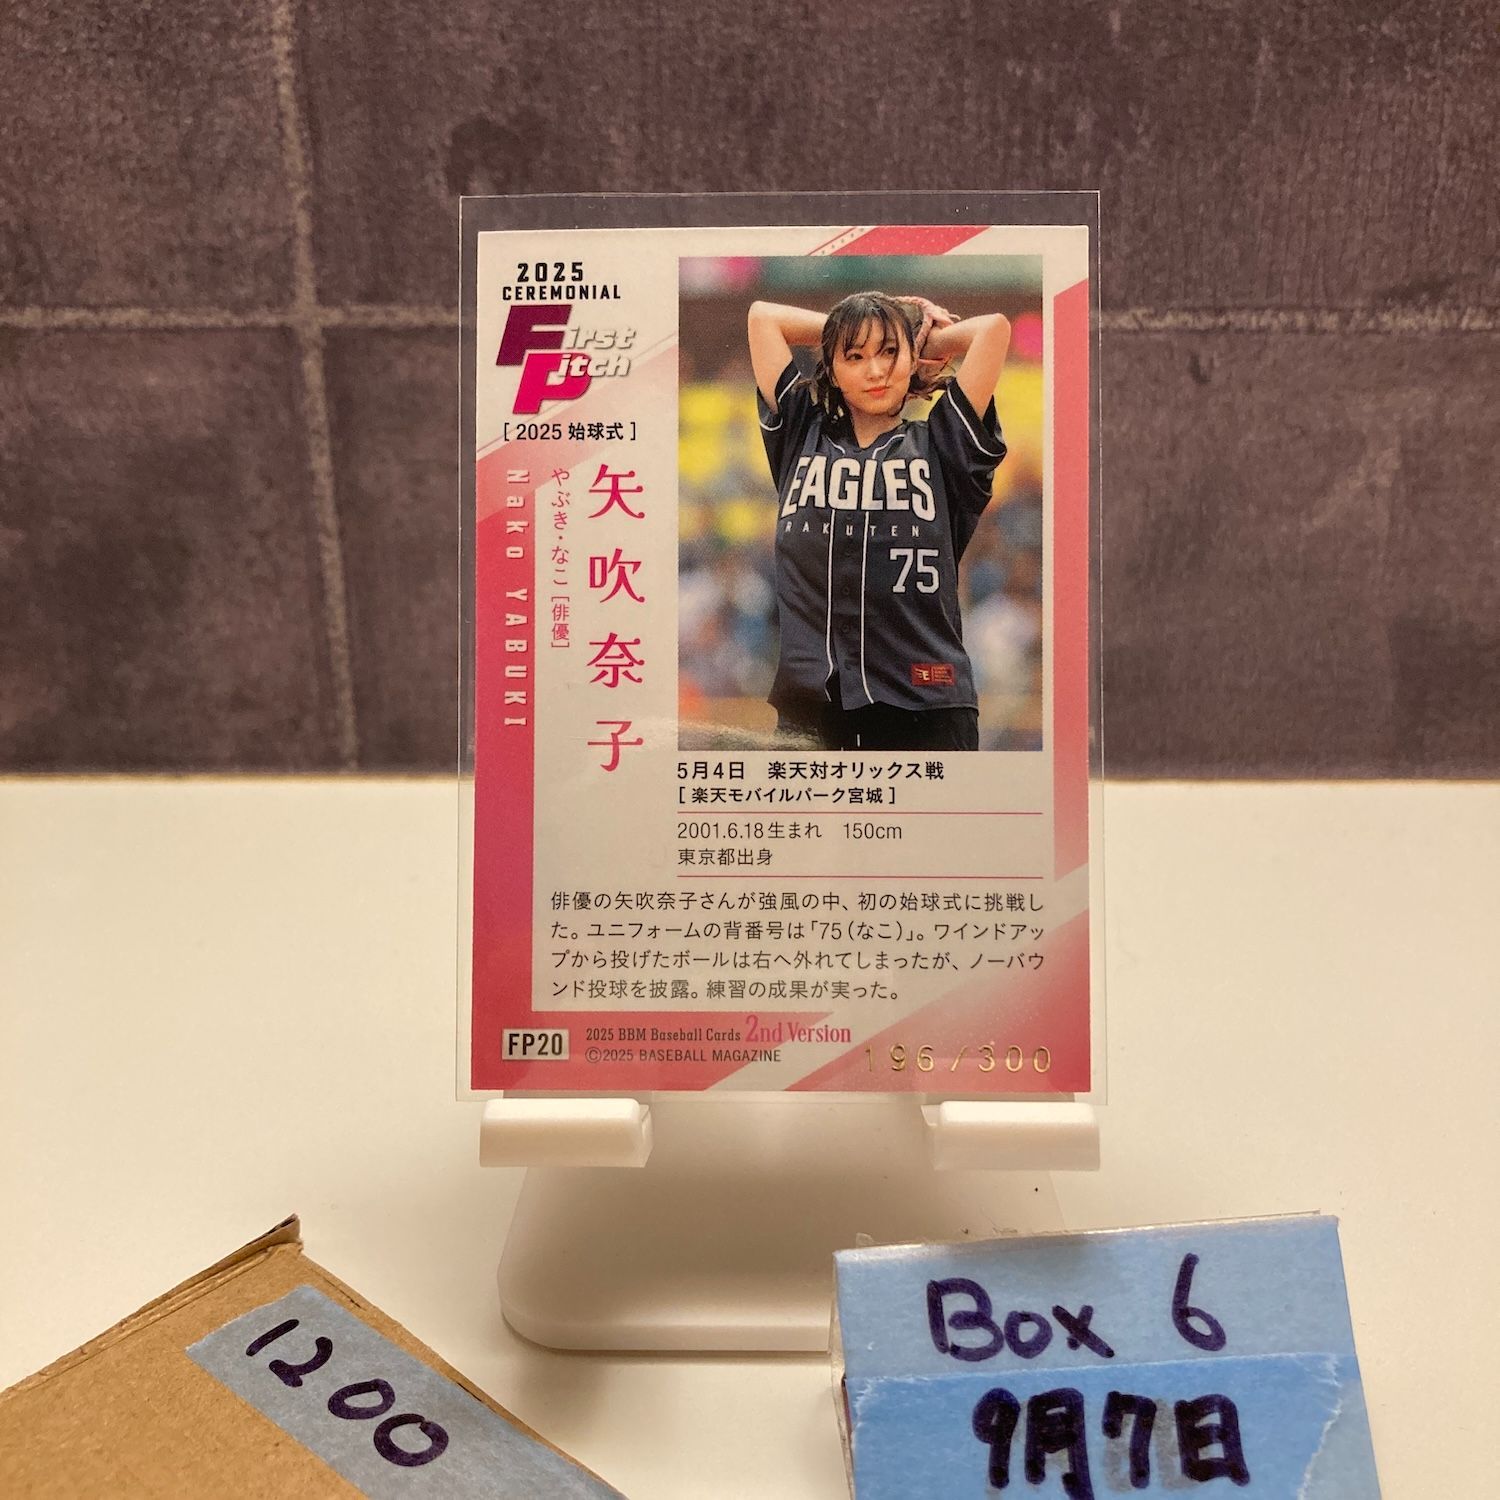 2025
CEREMONIAL
First
Pitch
[ 2025 始球式 ]
矢吹奈子
やぶき・なこ [俳優]
Nako YABUKI
EAGLES
RAKUTEN
75
5月4日　楽天対オリックス戦
[ 楽天モバイルパーク宮城 ]
2001.6.18生まれ　150cm
東京都出身
俳優の矢吹奈子さんが強風の中、初の始球式に挑戦し
た。ユニフォームの背番号は「75(なこ)」。ワインドアッ
プから投げたボールは右へ外れてしまったが、ノーバウ
ンド投球を披露。練習の成果が実った。
FP20
2025 BBM Baseball Cards 2nd Version
©2025 BASEBALL MAGAZINE
196/300
1200
Box 6
9月7日